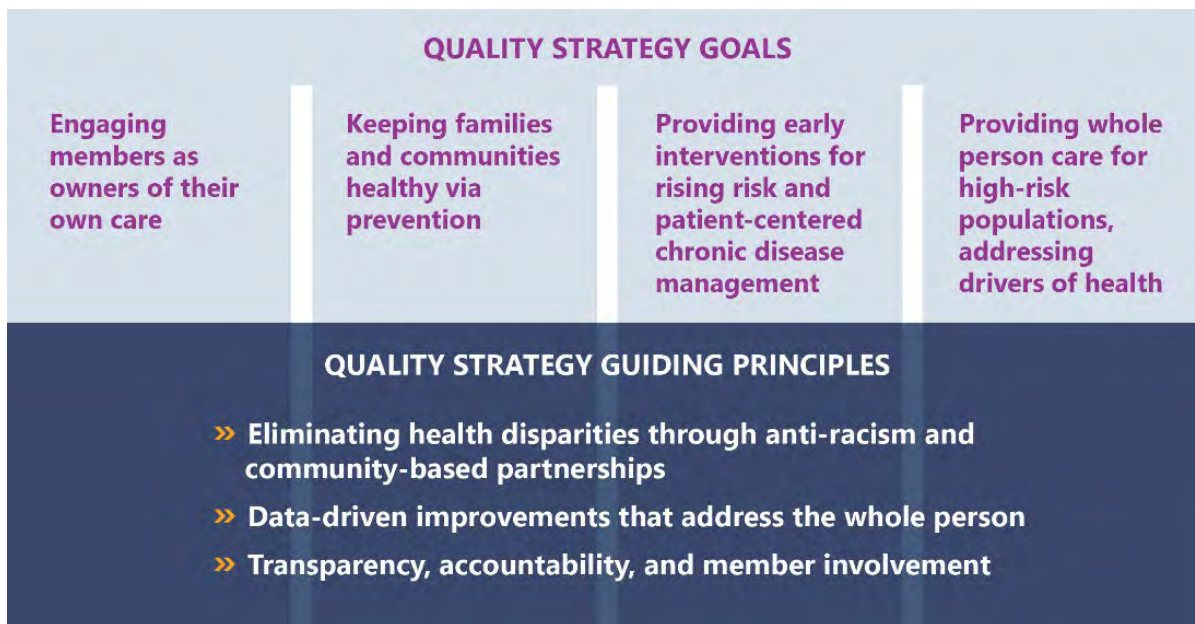 QUALITY STRATEGY GOALS
Engaging
members as
owners of their
own care
Keeping families
and communities
healthy via
prevention
Providing early
interventions for
rising risk and
patient-centered
chronic disease
management
Providing whole
person care for
high-risk
populations,
addressing
drivers of health
QUALITY STRATEGY GUIDING PRINCIPLES
» Eliminating health disparities through anti-racism and
community-based partnerships
» Data-driven improvements that address the whole person
» Transparency, accountability, and member involvement